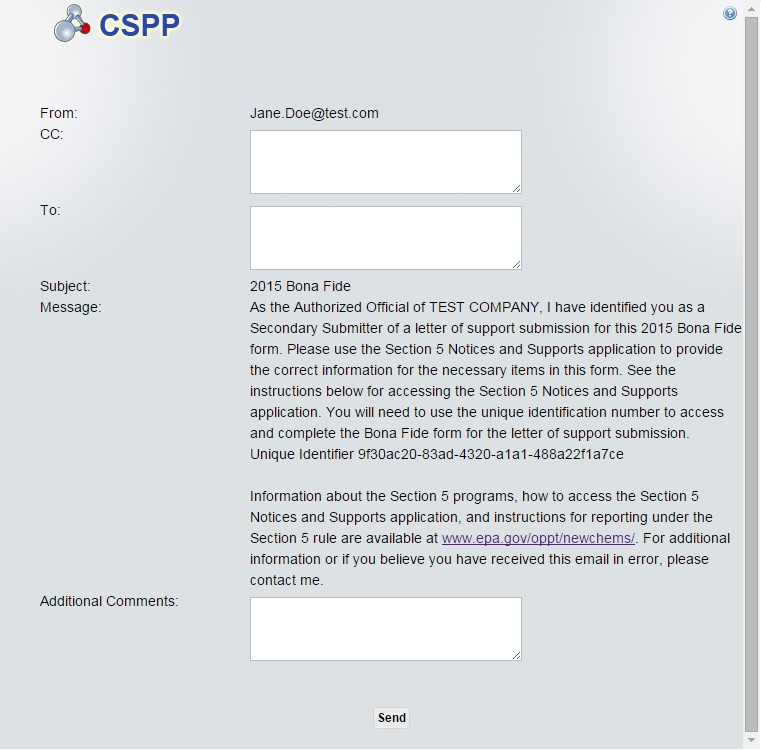 CSPP
From: Jane.Doe@test.com
CC:
To:
Subject: 2015 Bona Fide
Message: As the Authorized Official of TEST COMPANY, I have identified you as a
Secondary Submitter of a letter of support submission for this 2015 Bona Fide
form. Please use the Section 5 Notices and Supports application to provide
the correct information for the necessary items in this form. See the
instructions below for accessing the Section 5 Notices and Supports
application. You will need to use the unique identification number to access
and complete the Bona Fide form for the letter of support submission.
Unique Identifier 9f30ac20-83ad-4320-a1a1-488a22f1a7ce
Information about the Section 5 programs, how to access the Section 5
Notices and Supports application, and instructions for reporting under the
Section 5 rule are available at www.epa.gov/oppt/newchems/. For additional
information or if you believe you have received this email in error, please
contact me.
Additional Comments:
Send